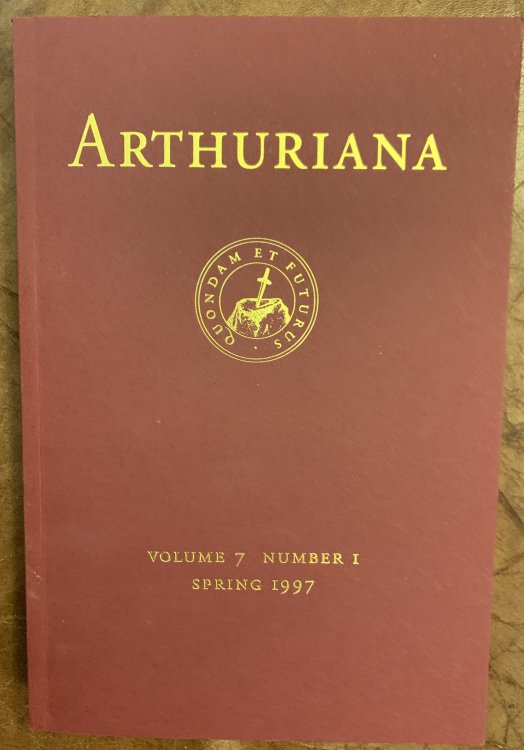 ARTHURIANA
QUONDAM ET FUTURUS
VOLUME 7 NUMBER I
SPRING 1997